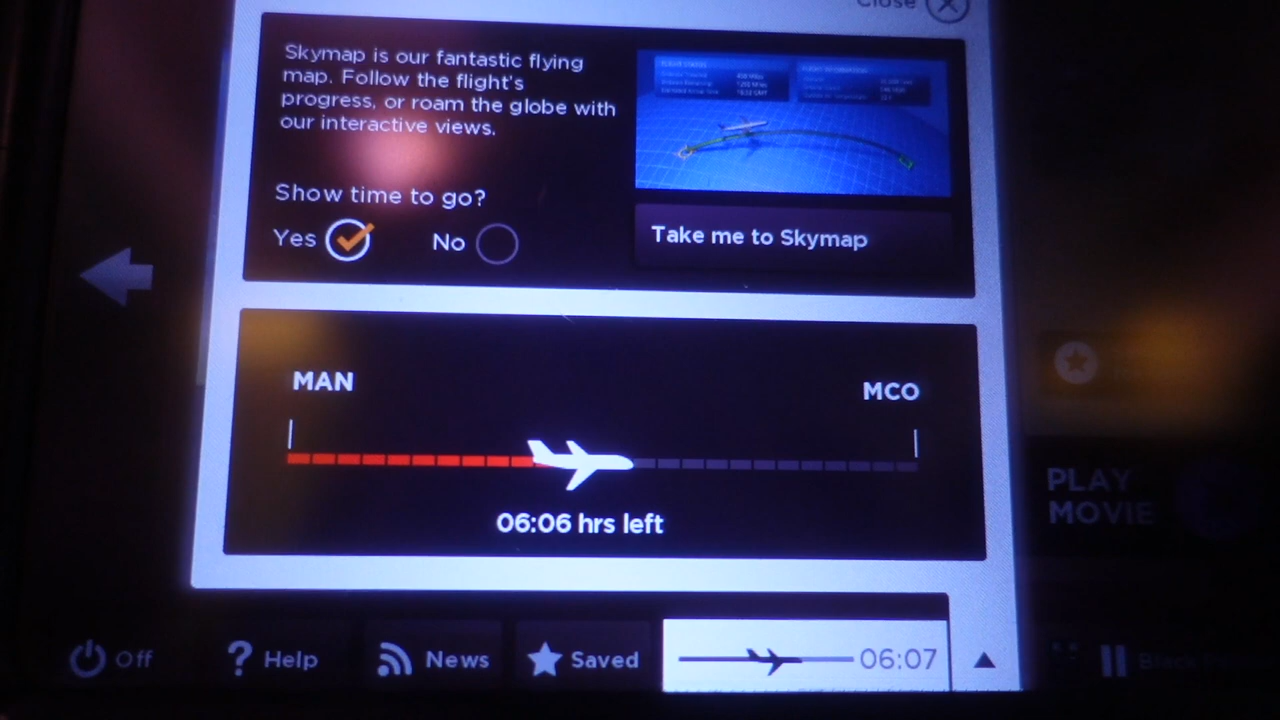 Close
Skymap is our fantastic flying
map. Follow the flight's
progress, or roam the globe with
our interactive views.
Show time to go?
Yes
No
Take me to Skymap
MAN
MCO
06:06 hrs left
PLAY
MOVIE
Off
Help
News
Saved
06:07